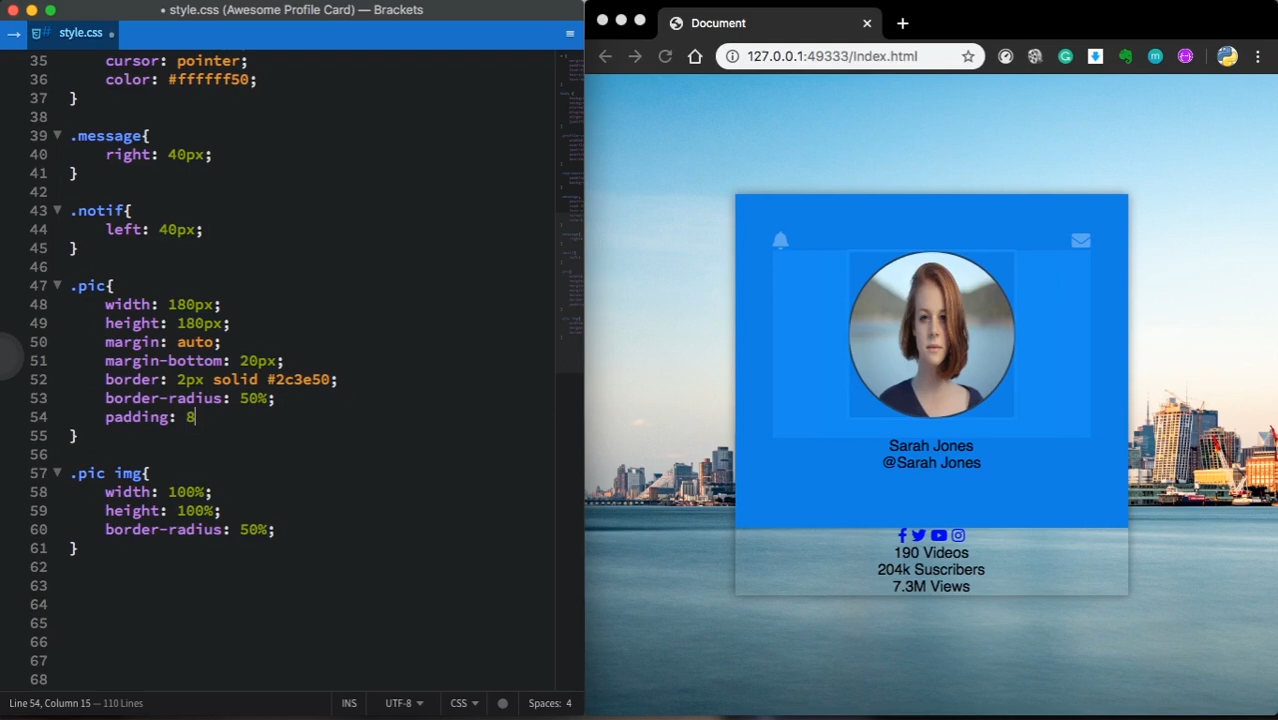 • style.css (Awesome Profile Card) — Brackets
style.css •
35 cursor: pointer;
36 color: #ffffff50;
37 }
38
39 .message{
40 right: 40px;
41 }
42
43 .notif{
44 left: 40px;
45 }
46
47 .pic{
48 width: 180px;
49 height: 180px;
50 margin: auto;
51 margin-bottom: 20px;
52 border: 2px solid #2c3e50;
53 border-radius: 50%;
54 padding: 8
55 }
56
57 .pic img{
58 width: 100%;
59 height: 100%;
60 border-radius: 50%;
61 }
62
63
64
65
66
67
68
Line 54, Column 15 — 110 Lines
INS
UTF-8
CSS
Spaces: 4
Document
127.0.0.1:49333/index.html
Sarah Jones
@Sarah Jones
190 Videos
204k Suscribers
7.3M Views